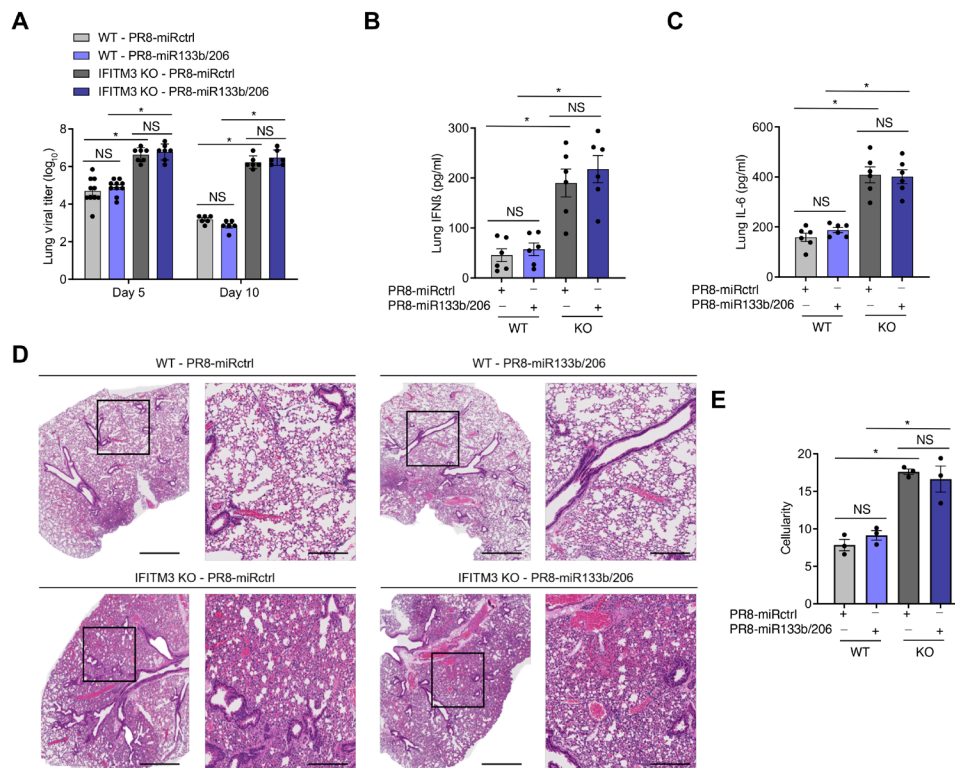 A
WT - PR8-miRctrl
WT - PR8-miR133b/206
IFITM3 KO - PR8-miRctrl
IFITM3 KO - PR8-miR133b/206
Lung viral titer (log10)
8
6
4
2
0
* * NS NS
* * NS NS
Day 5 Day 10
B
Lung IFNß (pg/ml)
300
200
100
0
*
* NS
NS
PR8-miRctrl + − + −
PR8-miR133b/206 − + − +
WT KO
C
Lung IL-6 (pg/ml)
600
400
200
0
*
*
NS
NS
PR8-miRctrl + − + −
PR8-miR133b/206 − + − +
WT KO
D
WT - PR8-miRctrl
WT - PR8-miR133b/206
IFITM3 KO - PR8-miRctrl
IFITM3 KO - PR8-miR133b/206
E
Cellularity
20
15
10
5
0
*
* NS
NS
PR8-miRctrl + − + −
PR8-miR133b/206 − + − +
WT KO